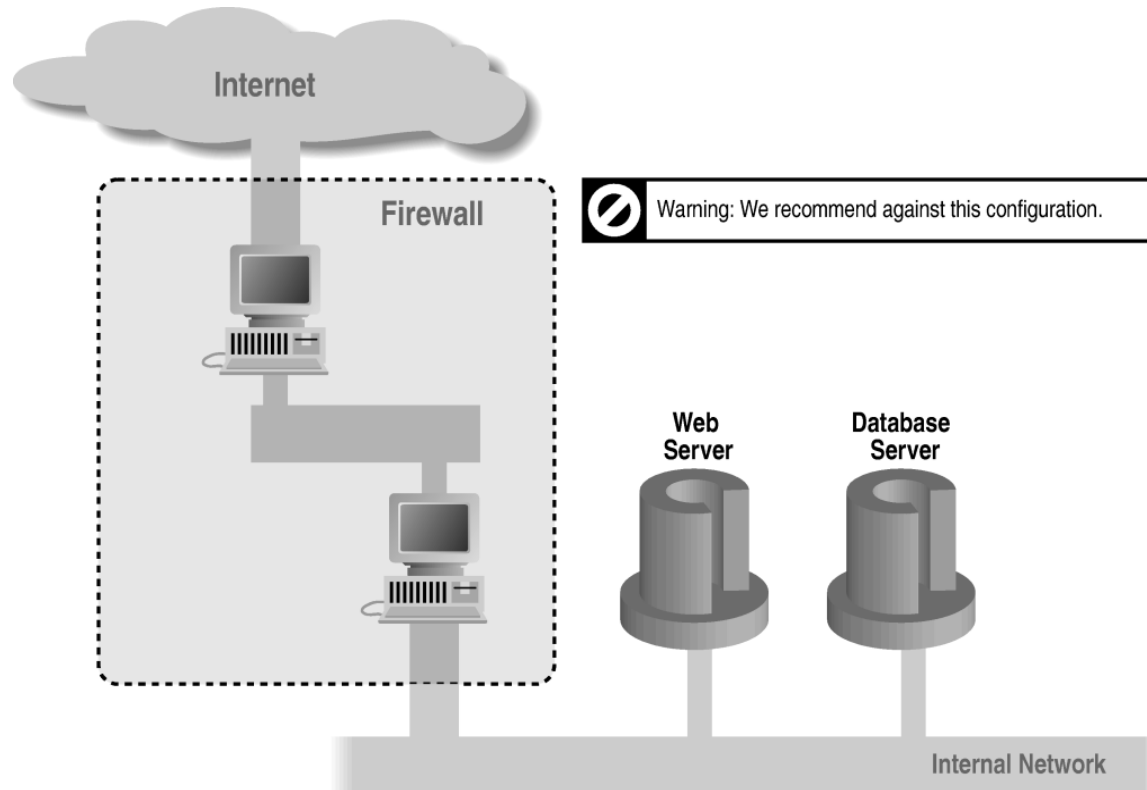 Internet
Firewall
Warning: We recommend against this configuration.
Web
Server
Database
Server
Internal Network